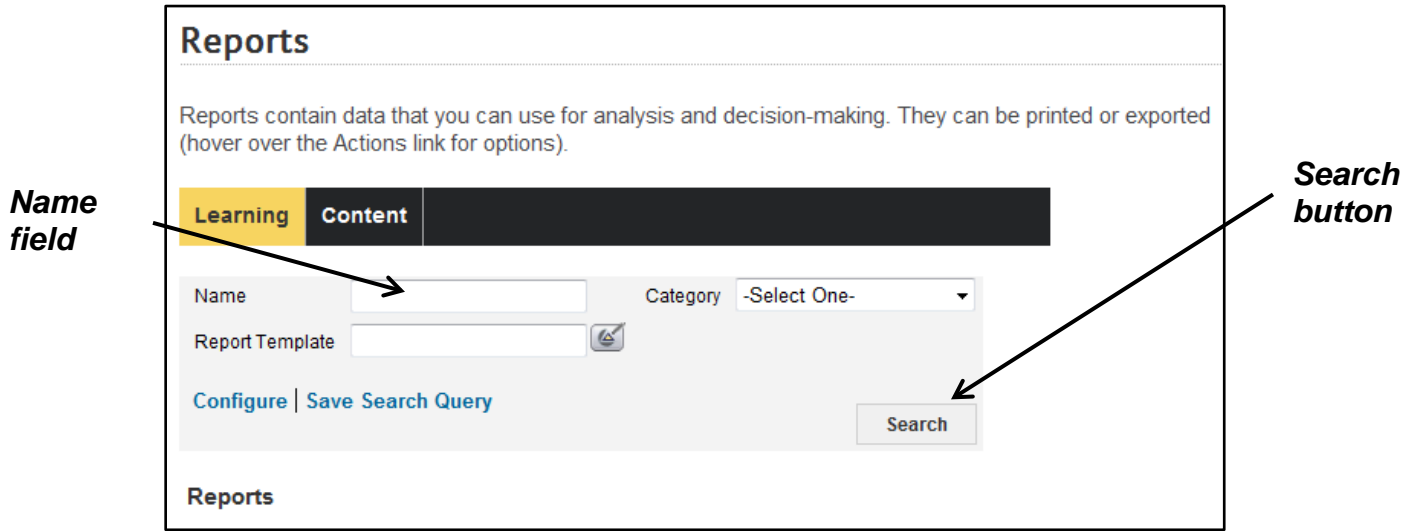 Reports
Reports contain data that you can use for analysis and decision-making. They can be printed or exported
(hover over the Actions link for options).
Name
field
Search
button
Learning Content
Name Category -Select One-
Report Template
Configure | Save Search Query
Search
Reports